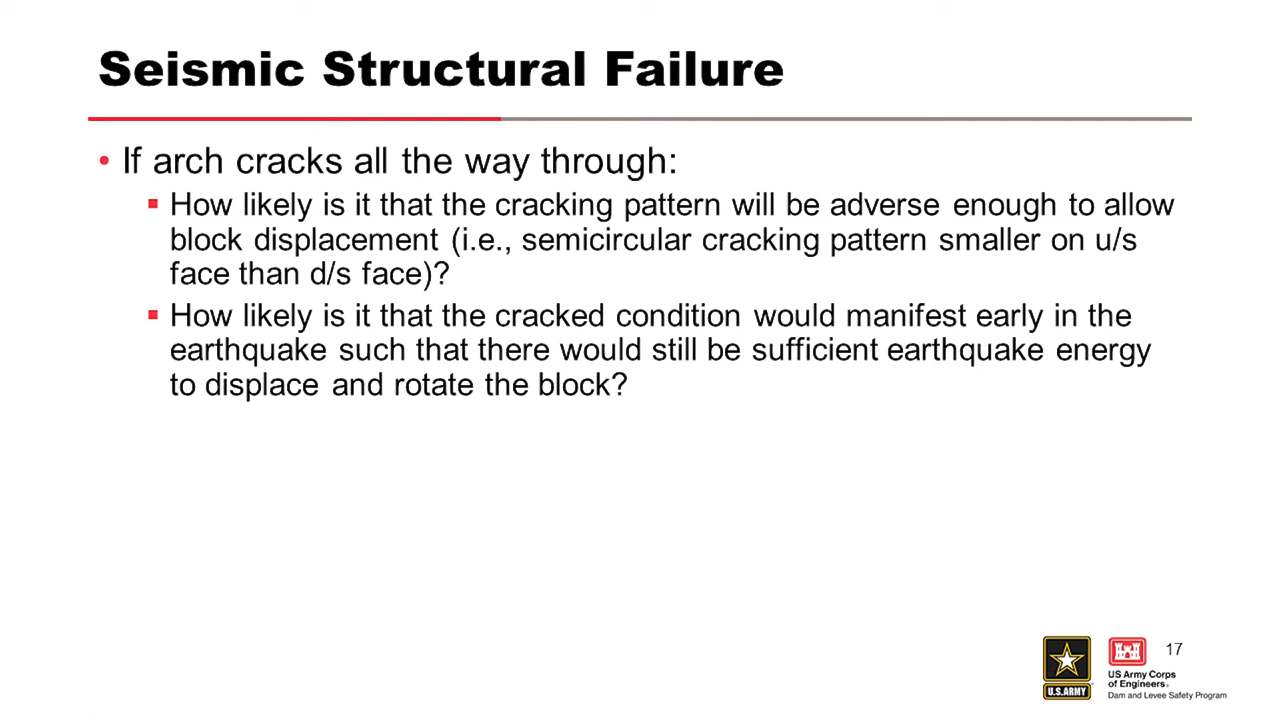 Seismic Structural Failure
• If arch cracks all the way through:
▪ How likely is it that the cracking pattern will be adverse enough to allow
block displacement (i.e., semicircular cracking pattern smaller on u/s
face than d/s face)?
▪ How likely is it that the cracked condition would manifest early in the
earthquake such that there would still be sufficient earthquake energy
to displace and rotate the block?
17
U.S.ARMY
US Army Corps
of Engineers®
Dam and Levee Safety Program